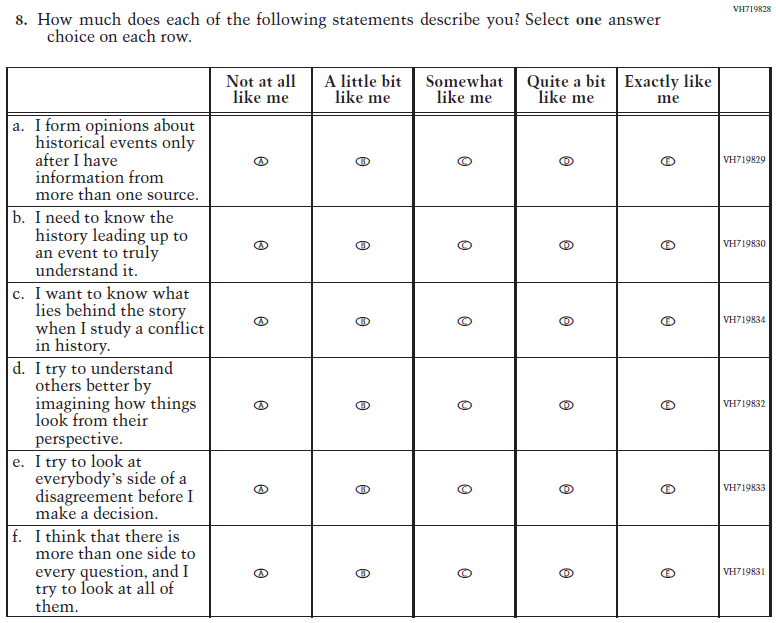 VH719828
8. How much does each of the following statements describe you? Select one answer
choice on each row.
Not at all
like me
A little bit
like me
Somewhat
like me
Quite a bit
like me
Exactly like
me
a. I form opinions about
historical events only
after I have
information from
more than one source.
A B C D E VH719829
b. I need to know the
history leading up to
an event to truly
understand it.
A B C D E VH719830
c. I want to know what
lies behind the story
when I study a conflict
in history.
A B C D E VH719834
d. I try to understand
others better by
imagining how things
look from their
perspective.
A B C D E VH719832
e. I try to look at
everybody's side of a
disagreement before I
make a decision.
A B C D E VH719833
f. I think that there is
more than one side to
every question, and I
try to look at all of
them.
A B C D E VH719831